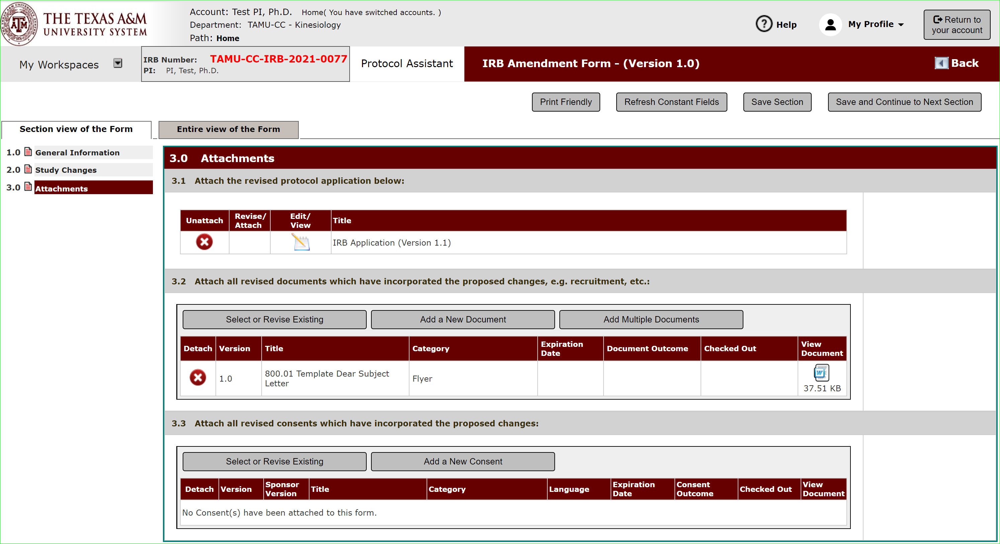 THE TEXAS A&M
UNIVERSITY SYSTEM
Account: Test PI, Ph.D. Home( You have switched accounts. )
Department: TAMU-CC - Kinesiology
Path: Home
Help
My Profile
Return to
your account
My Workspaces
IRB Number: TAMU-CC-IRB-2021-0077
PI: PI, Test, Ph.D.
Protocol Assistant
IRB Amendment Form - (Version 1.0)
Back
Print Friendly
Refresh Constant Fields
Save Section
Save and Continue to Next Section
Section view of the Form
Entire view of the Form
1.0 General Information
2.0 Study Changes
3.0 Attachments
3.0 Attachments
3.1 Attach the revised protocol application below:
Unattach
Revise/
Attach
Edit/
View
Title
IRB Application (Version 1.1)
3.2 Attach all revised documents which have incorporated the proposed changes, e.g. recruitment, etc.:
Select or Revise Existing
Add a New Document
Add Multiple Documents
Detach
Version
Title
Category
Expiration
Date
Document Outcome
Checked Out
View
Document
1.0
800.01 Template Dear Subject
Letter
Flyer
37.51 KB
3.3 Attach all revised consents which have incorporated the proposed changes:
Select or Revise Existing
Add a New Consent
Detach
Version
Sponsor
Version
Title
Category
Language
Expiration
Date
Consent
Outcome
Checked Out
View
Document
No Consent(s) have been attached to this form.